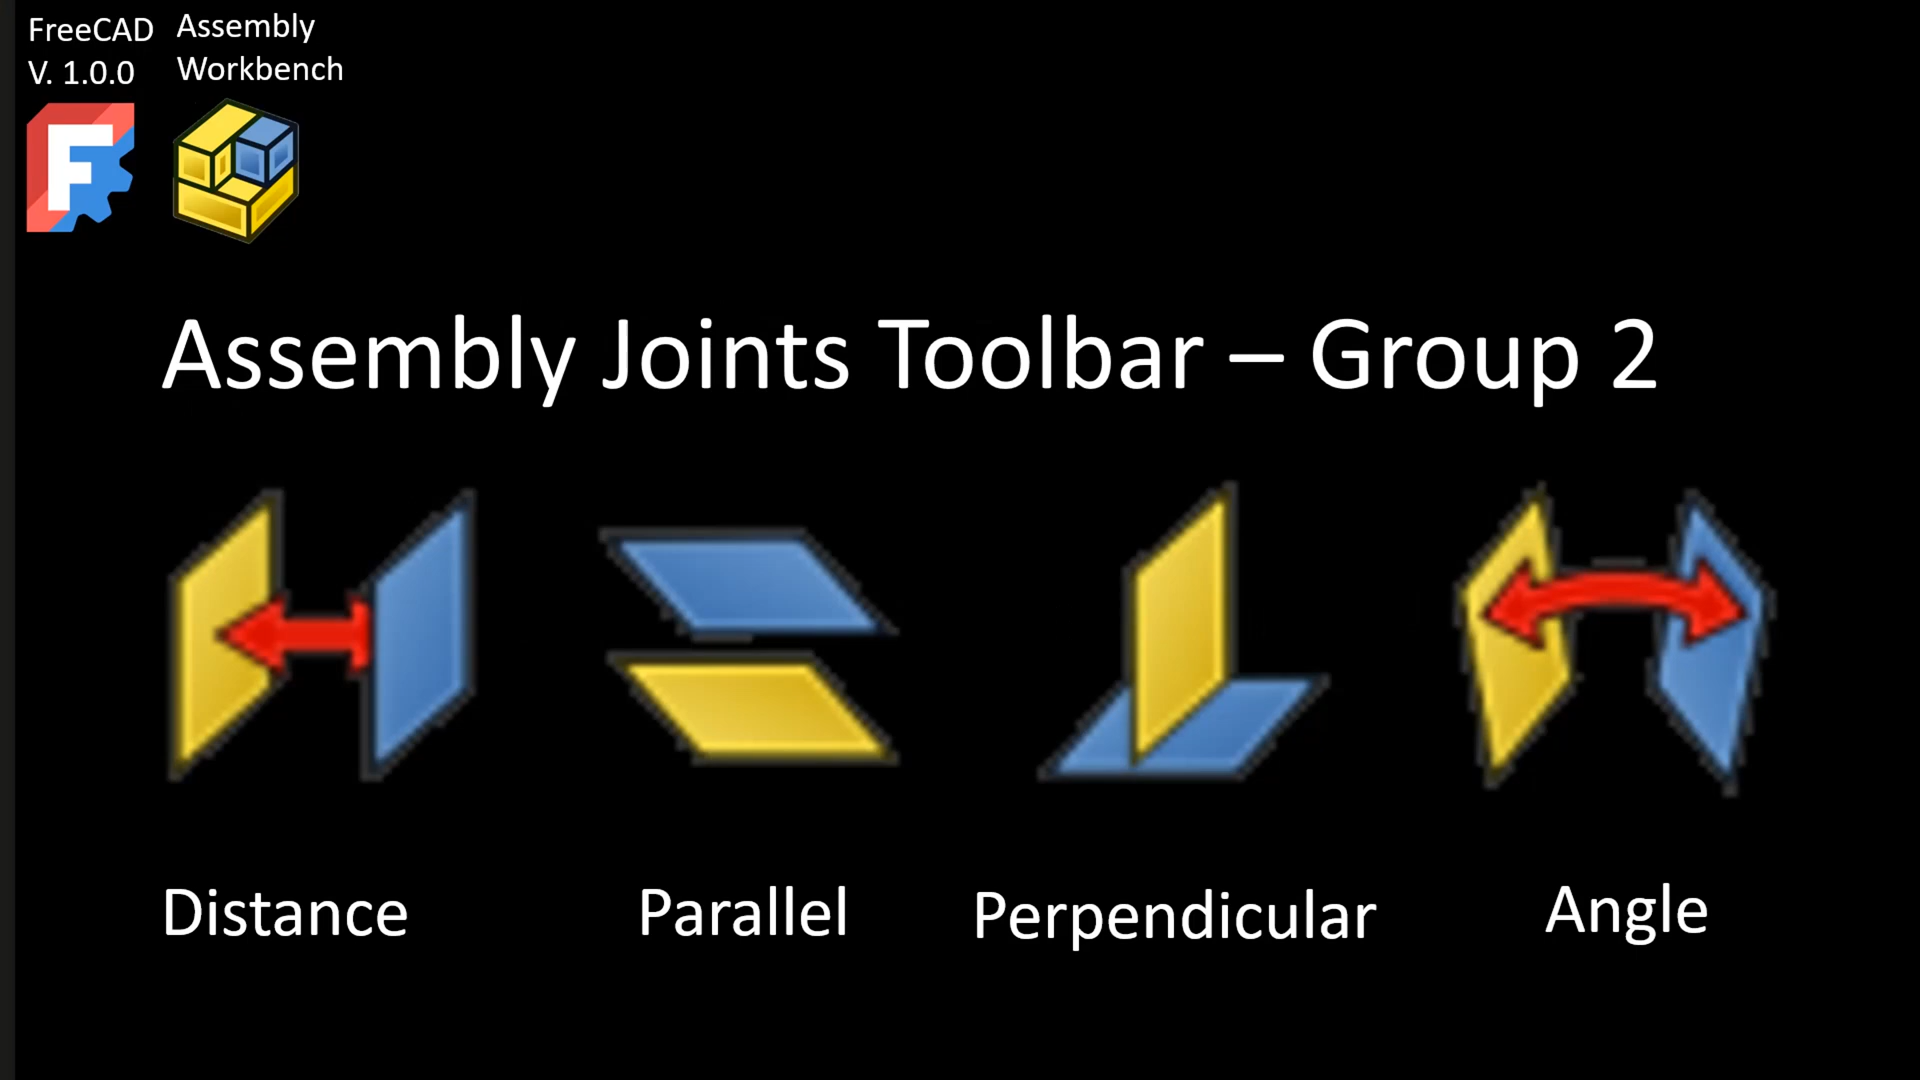 FreeCAD
V. 1.0.0
Assembly
Workbench
F
Assembly Joints Toolbar – Group 2
Distance
Parallel
Perpendicular
Angle